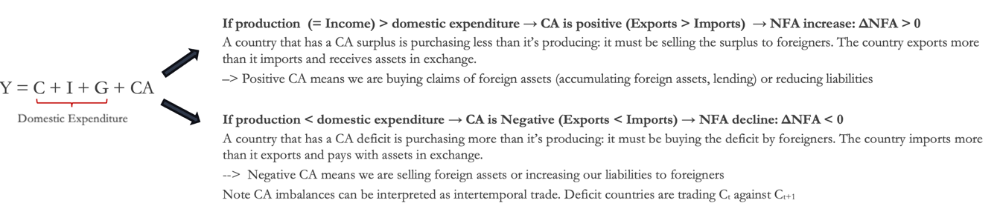 If production  (= Income) > domestic expenditure → CA is positive (Exports > Imports)  → NFA increase: ΔNFA > 0
A country that has a CA surplus is purchasing less than it's producing: it must be selling the surplus to foreigners. The country exports more
than it imports and receives assets in exchange.
–> Positive CA means we are buying claims of foreign assets (accumulating foreign assets, lending) or reducing liabilities
Y = C + I + G + CA
Domestic Expenditure
If production < domestic expenditure → CA is Negative (Exports < Imports) → NFA decline: ΔNFA < 0
A country that has a CA deficit is purchasing more than it's producing: it must be buying the deficit by foreigners. The country imports more
than it exports and pays with assets in exchange.
-->  Negative CA means we are selling foreign assets or increasing our liabilities to foreigners
Note CA imbalances can be interpreted as intertemporal trade. Deficit countries are trading Cₜ against Cₜ₊₁